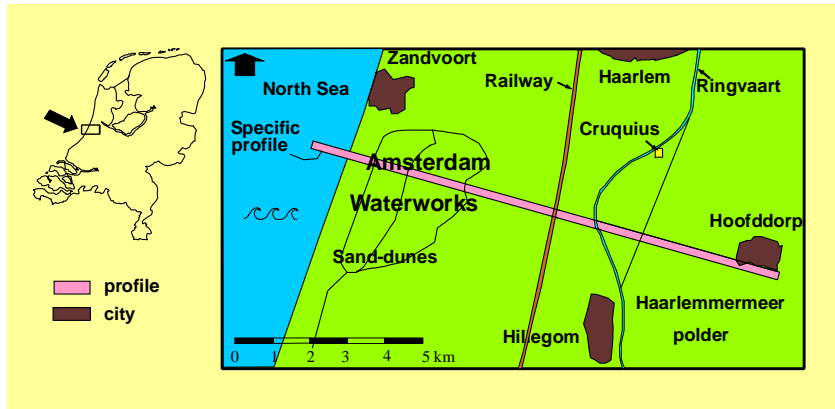 Zandvoort
North Sea
Railway
Haarlem
Ringvaart
Specific
profile
Cruquius
Amsterdam
Waterworks
Hoofddorp
Sand-dunes
profile
city
Haarlemmermeer
polder
Hillegom
0 1 2 3 4 5 km